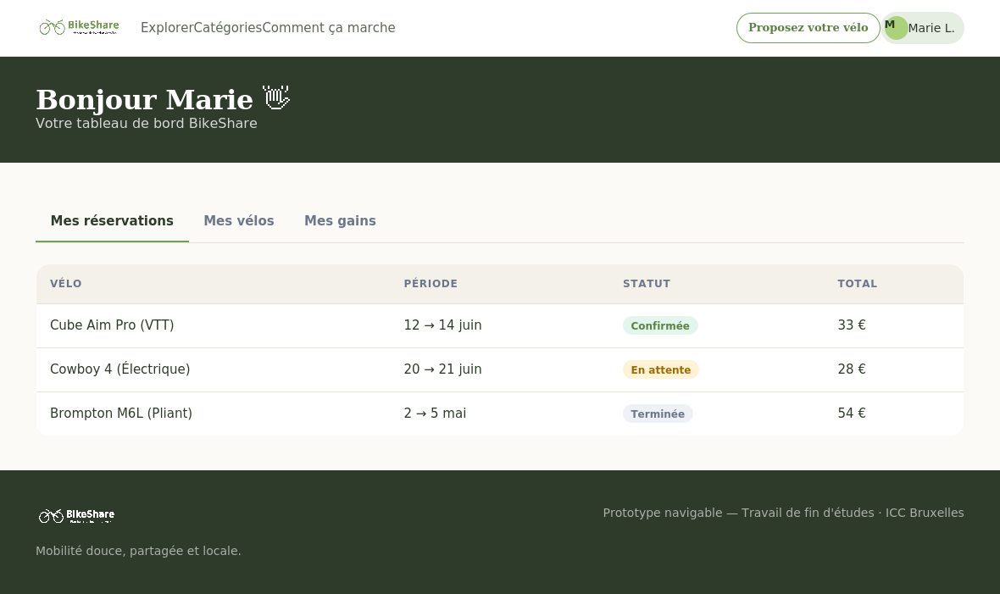 BikeShare
Explorer Catégories Comment ça marche
Proposez votre vélo
M Marie L.
Bonjour Marie 👋
Votre tableau de bord BikeShare
Mes réservations Mes vélos Mes gains
VÉLO PÉRIODE STATUT TOTAL
Cube Aim Pro (VTT) 12 → 14 juin Confirmée 33 €
Cowboy 4 (Électrique) 20 → 21 juin En attente 28 €
Brompton M6L (Pliant) 2 → 5 mai Terminée 54 €
BikeShare
Prototype navigable — Travail de fin d'études · ICC Bruxelles
Mobilité douce, partagée et locale.